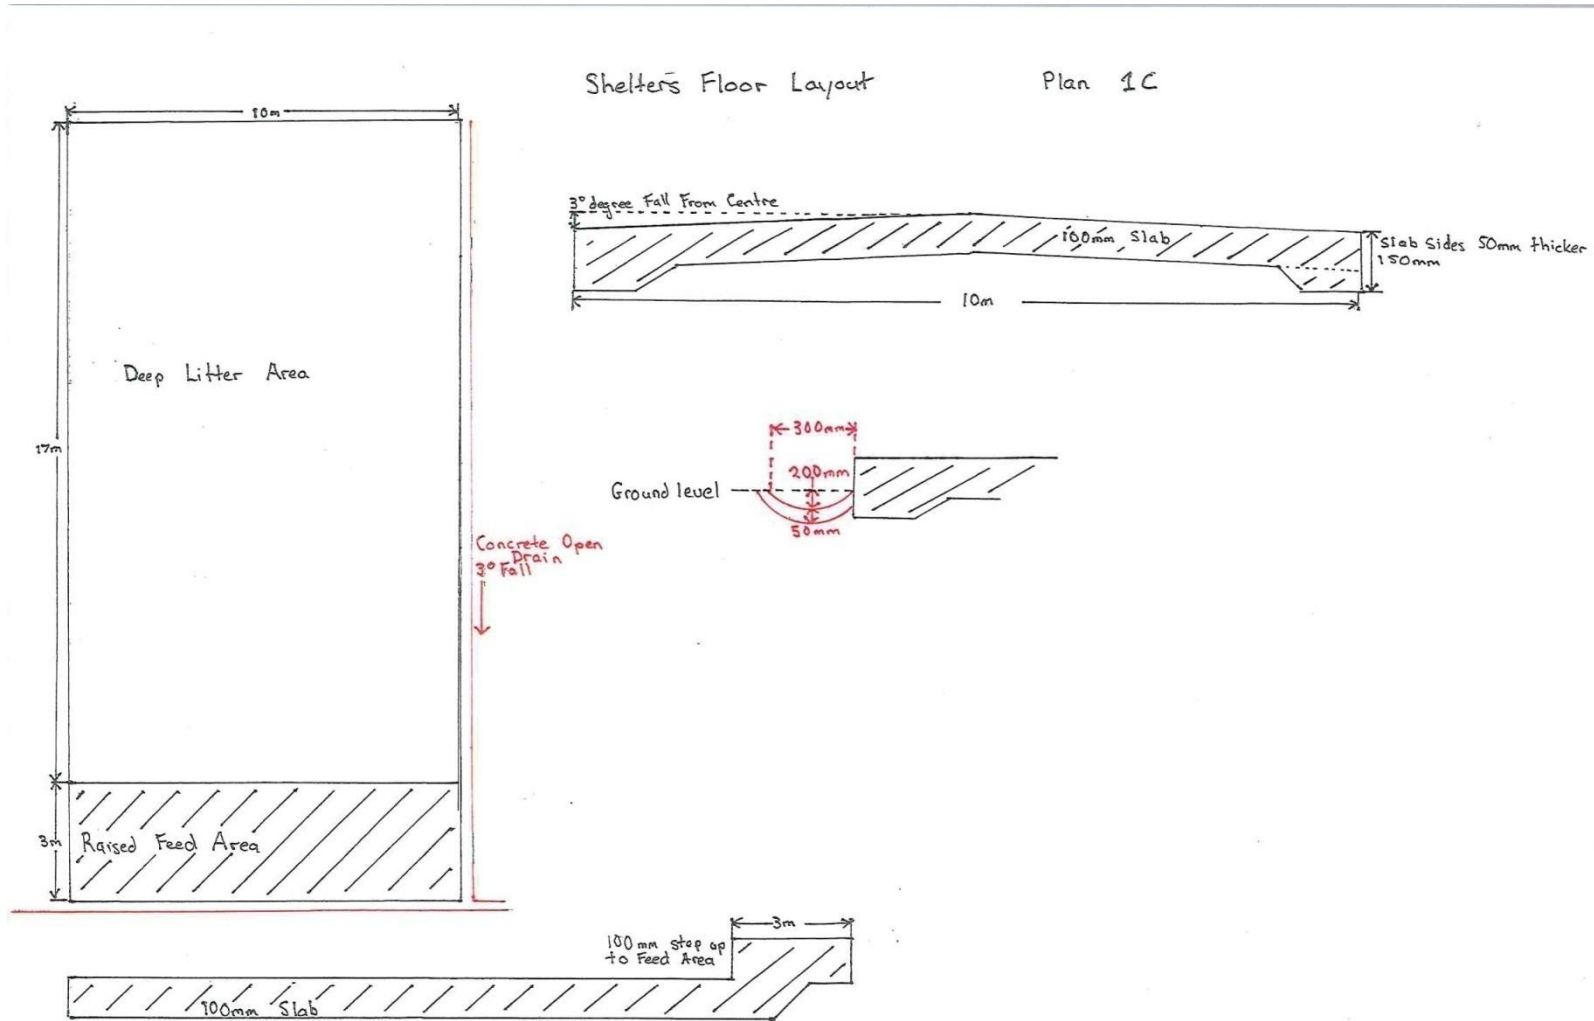 Shelters Floor Layout
Plan 1C
10m
3° degree Fall From Centre
100mm Slab
Slab Sides 50mm thicker
150mm
10m
Deep Litter Area
17m
300mm
200mm
Ground level
50mm
Concrete Open
Drain
3° Fall
3m
Raised Feed Area
3m
100mm step up
to Feed Area
100mm Slab